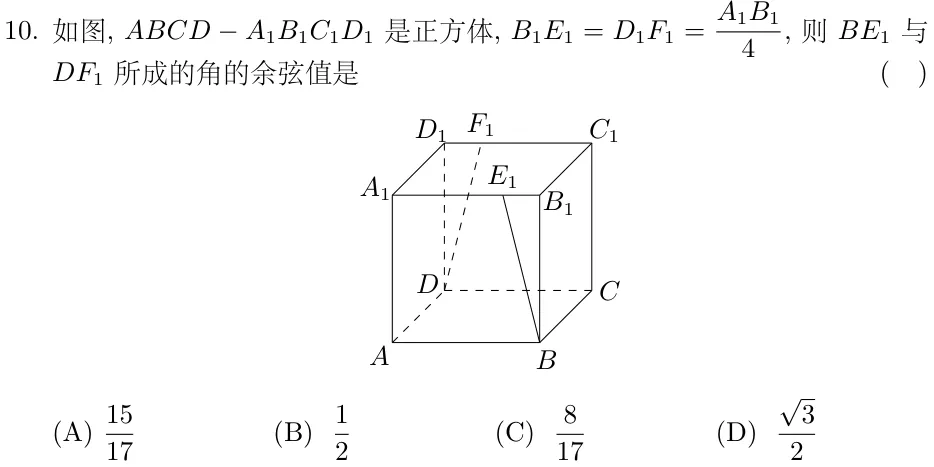 10. 如图, ABCD − A₁B₁C₁D₁ 是正方体, B₁E₁ = D₁F₁ = A₁B₁/4, 则 BE₁ 与
DF₁ 所成的角的余弦值是 ( )
D₁ F₁ C₁
A₁ E₁ B₁
D C
A B
(A) 15/17 (B) 1/2 (C) 8/17 (D) √3/2